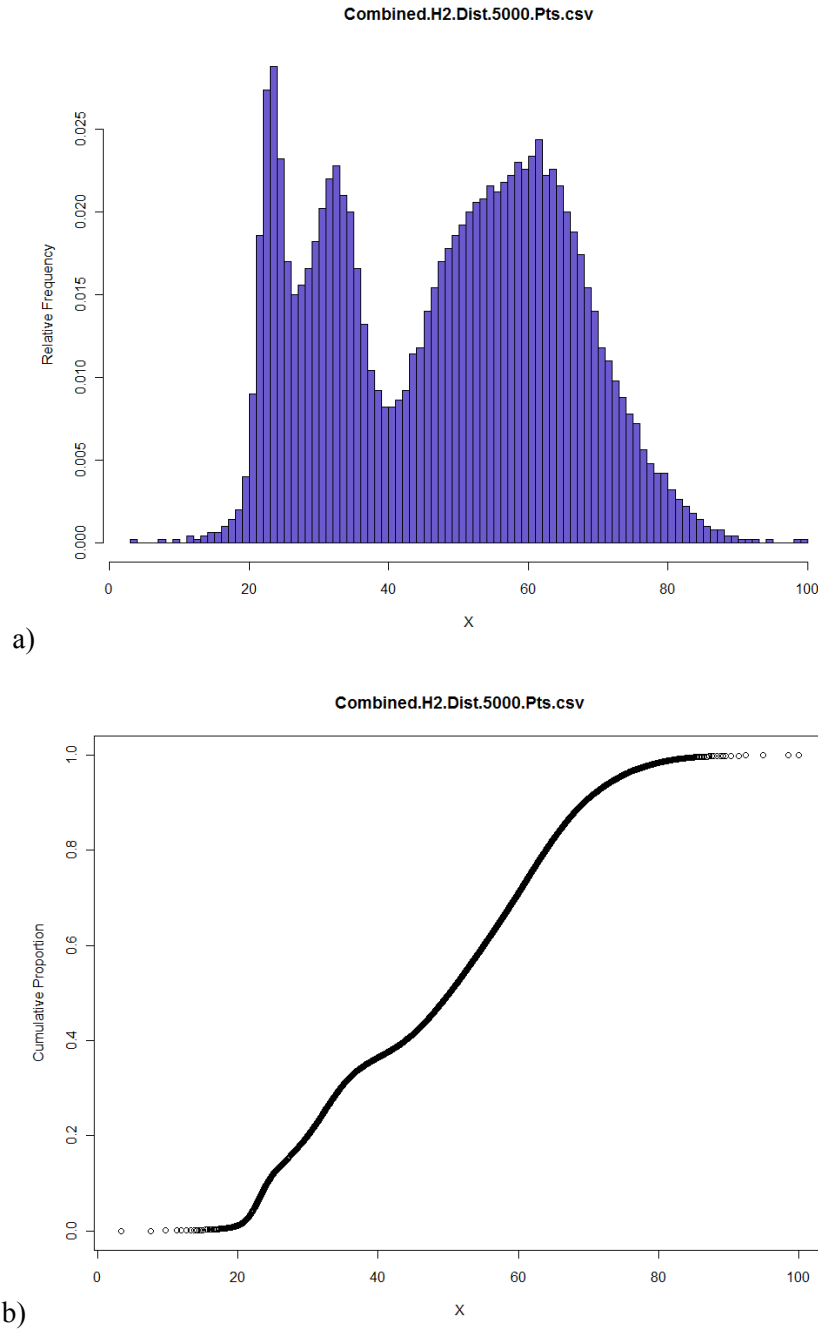 Combined.H2.Dist.5000.Pts.csv
Relative Frequency
0.025
0.020
0.015
0.010
0.005
0.000
0 20 40 60 80 100
X
a)
Combined.H2.Dist.5000.Pts.csv
Cumulative Proportion
1.0
0.8
0.6
0.4
0.2
0.0
0 20 40 60 80 100
X
b)